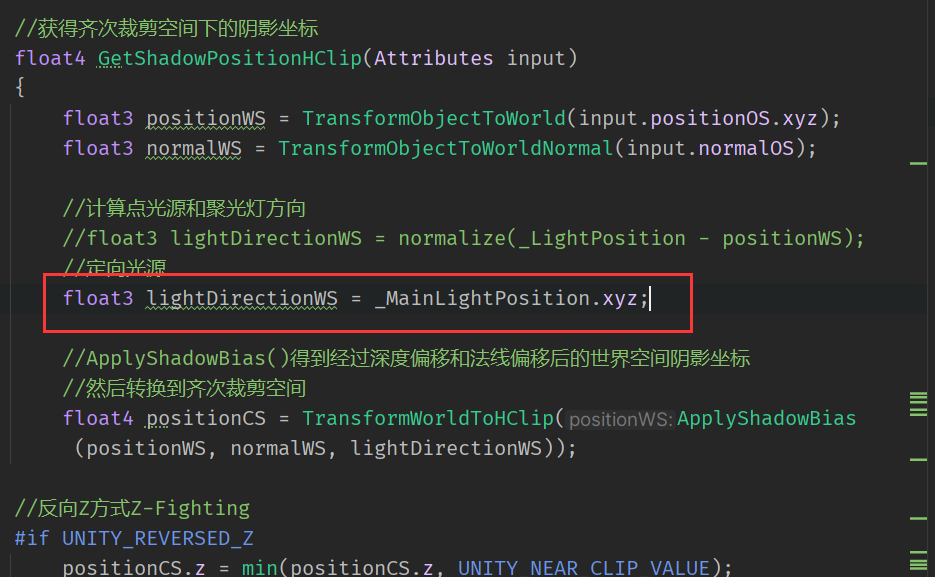 //获得齐次裁剪空间下的阴影坐标
float4 GetShadowPositionHClip(Attributes input)
{
float3 positionWS = TransformObjectToWorld(input.positionOS.xyz);
float3 normalWS = TransformObjectToWorldNormal(input.normalOS);
//计算点光源和聚光灯方向
//float3 lightDirectionWS = normalize(_LightPosition - positionWS);
//定向光源
float3 lightDirectionWS = _MainLightPosition.xyz;
//ApplyShadowBias()得到经过深度偏移和法线偏移后的世界空间阴影坐标
//然后转换到齐次裁剪空间
float4 positionCS = TransformWorldToHClip(positionWS:ApplyShadowBias
(positionWS, normalWS, lightDirectionWS));
//反向Z方式Z-Fighting
#if UNITY_REVERSED_Z
positionCS.z = min(positionCS.z, UNITY_NEAR_CLIP_VALUE);